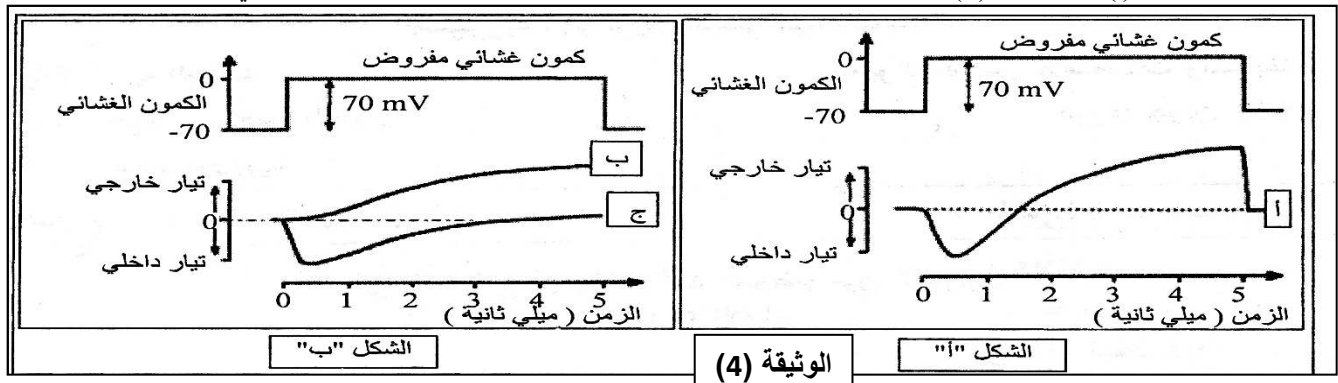 كمون غشائي مفروض
0
70 mV
الكمون الغشائي
-70
تيار خارجي
0
تيار داخلي
أ
0 1 2 3 4 5
الزمن ( ميلي ثانية )
الشكل "أ"
كمون غشائي مفروض
0
70 mV
الكمون الغشائي
-70
ب
تيار خارجي
0
ج
تيار داخلي
0 1 2 3 4 5
الزمن ( ميلي ثانية )
الشكل "ب"
الوثيقة (4)